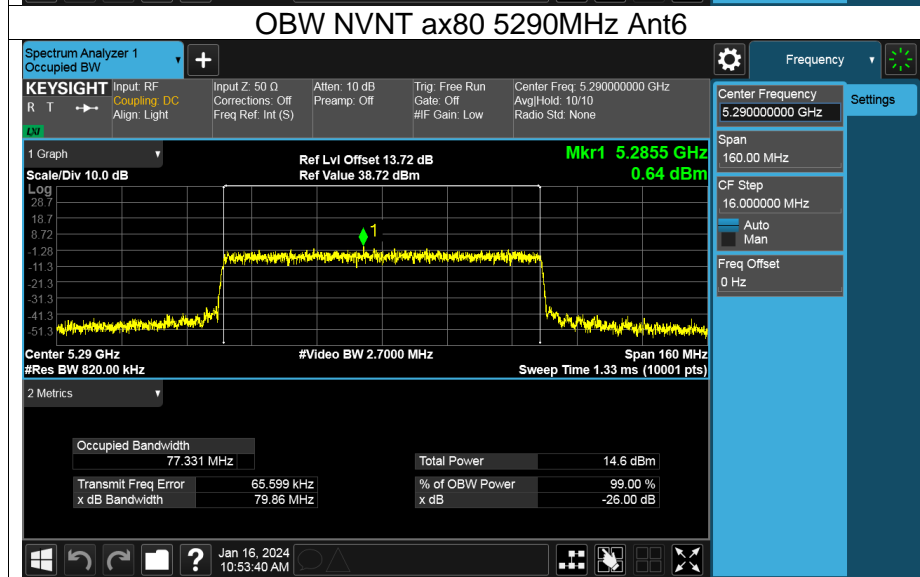 OBW NVNT ax80 5290MHz Ant6
Spectrum Analyzer 1
Occupied BW
+
Frequency
KEYSIGHT
R T
LXI
Input: RF
Coupling: DC
Align: Light
Input Z: 50 Ω
Corrections: Off
Freq Ref: Int (S)
Atten: 10 dB
Preamp: Off
Trig: Free Run
Gate: Off
#IF Gain: Low
Center Freq: 5.290000000 GHz
Avg|Hold: 10/10
Radio Std: None
Center Frequency
5.290000000 GHz
Settings
Span
160.00 MHz
CF Step
16.000000 MHz
Auto
Man
Freq Offset
0 Hz
1 Graph
Ref Lvl Offset 13.72 dB
Mkr1 5.2855 GHz
Scale/Div 10.0 dB
Ref Value 38.72 dBm
0.64 dBm
Log
28.7
18.7
8.72
-1.28
-11.3
-21.3
-31.3
-41.3
-51.3
1
Center 5.29 GHz
#Video BW 2.7000 MHz
Span 160 MHz
#Res BW 820.00 kHz
Sweep Time 1.33 ms (10001 pts)
2 Metrics
Occupied Bandwidth
77.331 MHz
Total Power 14.6 dBm
Transmit Freq Error 65.599 kHz
% of OBW Power 99.00 %
x dB Bandwidth 79.86 MHz
x dB -26.00 dB
?
Jan 16, 2024
10:53:40 AM